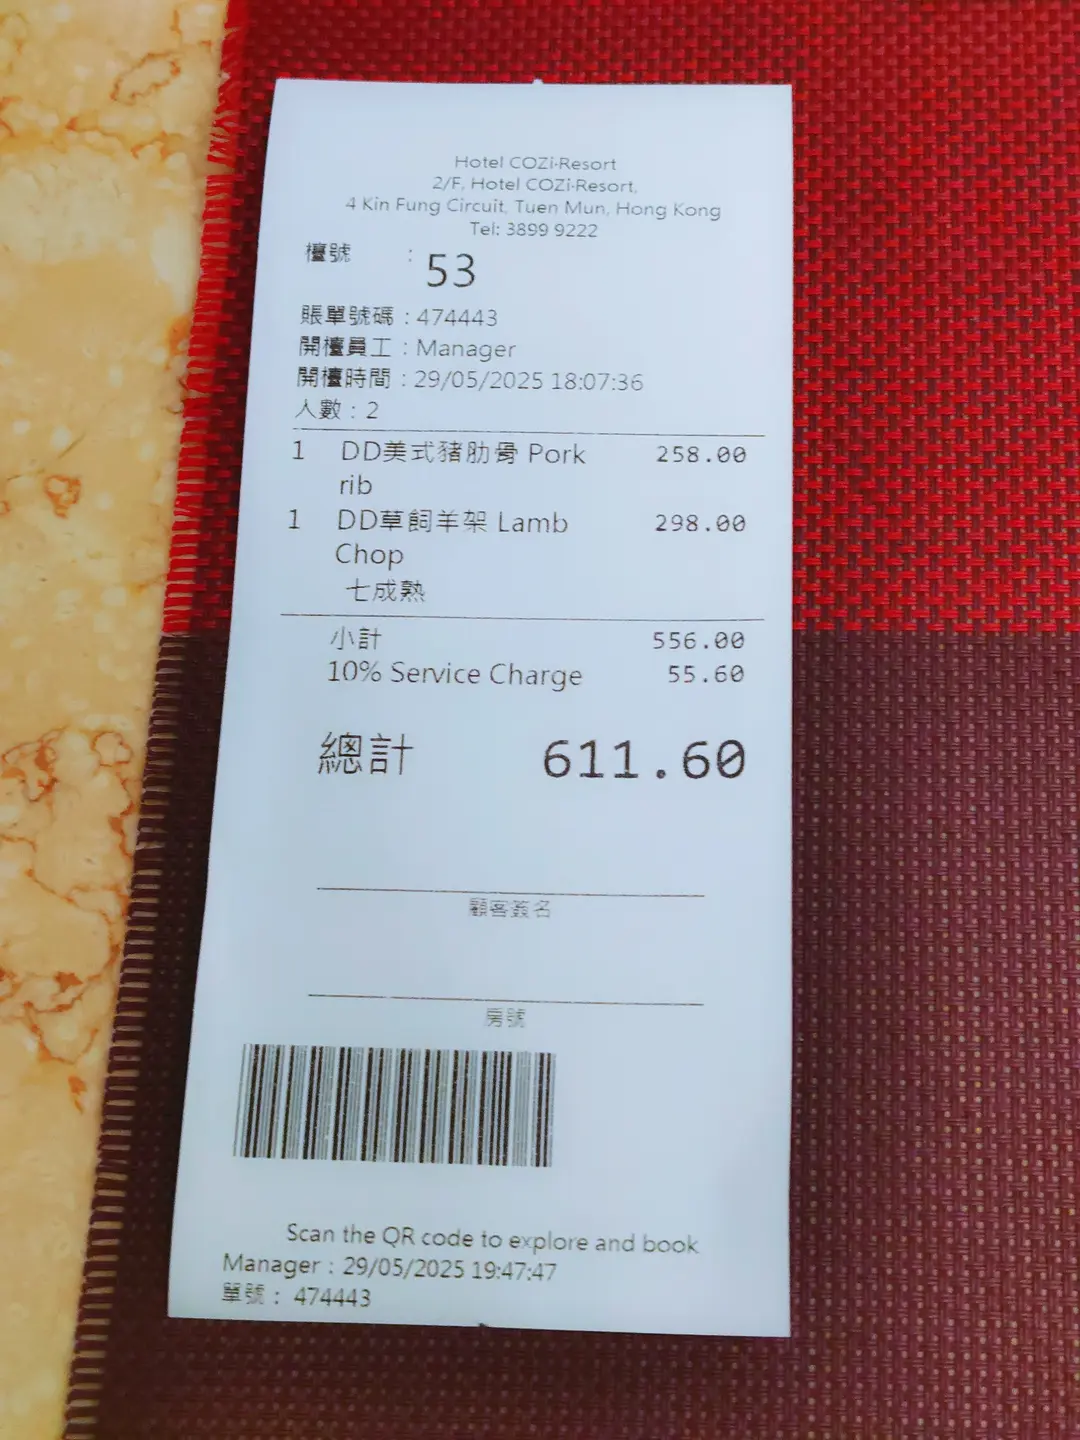 Hotel COZi·Resort
2/F, Hotel COZi·Resort,
4 Kin Fung Circuit, Tuen Mun, Hong Kong
Tel: 3899 9222
檯號 : 53
賬單號碼 : 474443
開檯員工 : Manager
開檯時間 : 29/05/2025 18:07:36
人數 : 2
1 DD美式豬肋骨 Pork 258.00
rib
1 DD草飼羊架 Lamb 298.00
Chop
七成熟
小計 556.00
10% Service Charge 55.60
總計 611.60
顧客簽名
房號
Scan the QR code to explore and book
Manager : 29/05/2025 19:47:47
單號 : 474443